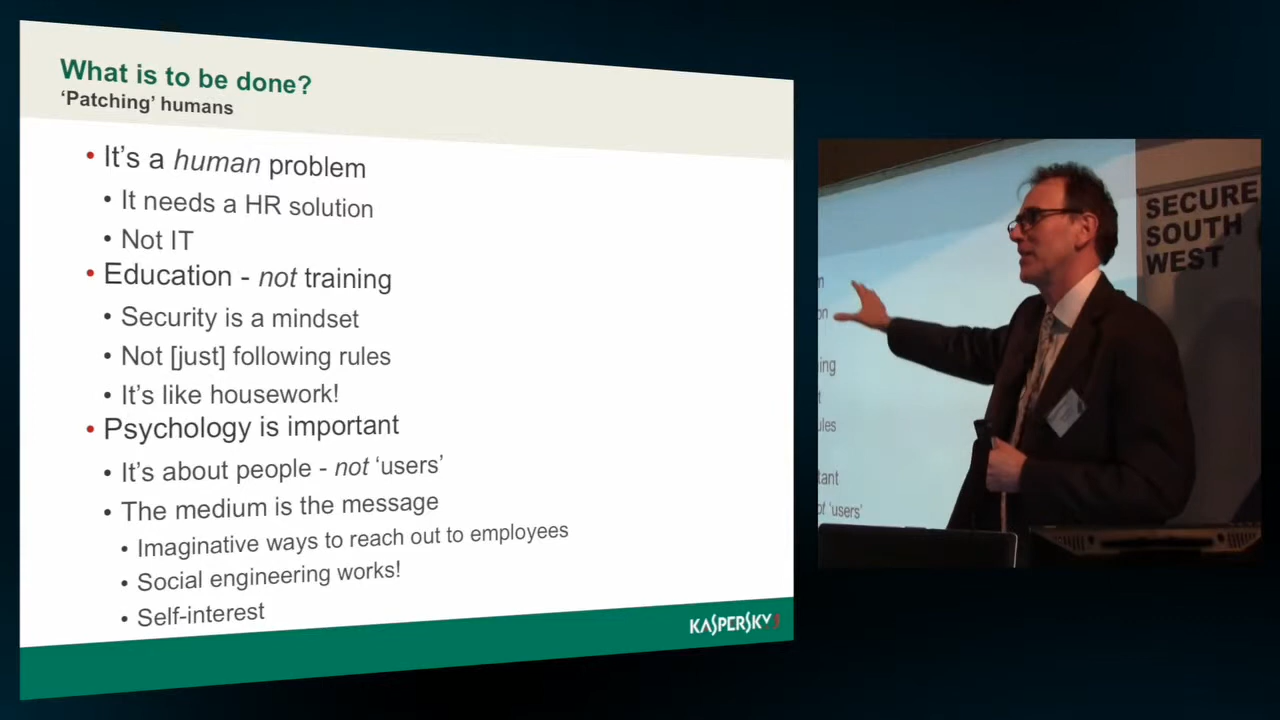 What is to be done?
‘Patching’ humans
• It’s a human problem
• It needs a HR solution
• Not IT
• Education - not training
• Security is a mindset
• Not [just] following rules
• It’s like housework!
• Psychology is important
• It’s about people - not ‘users’
• The medium is the message
• Imaginative ways to reach out to employees
• Social engineering works!
• Self-interest
KASPERSKY
SECURE
SOUTH
WEST
ules
‘users’